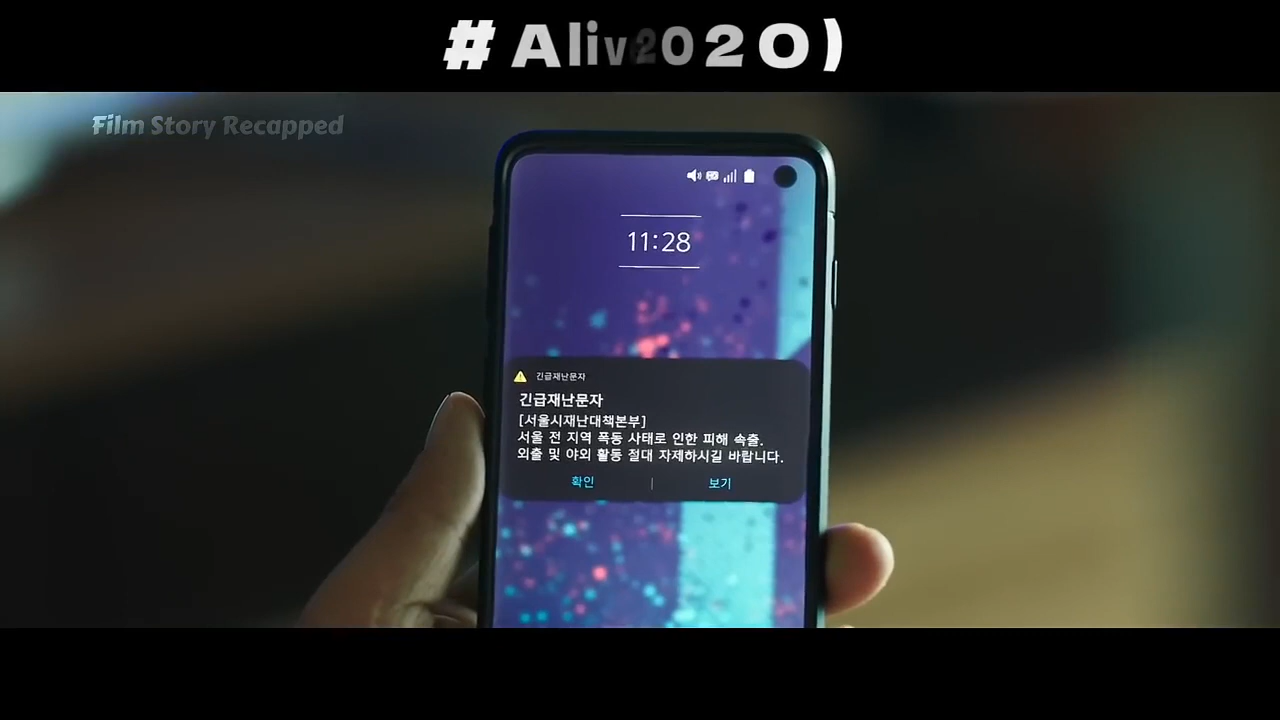 #Aliv2020)
Film Story Recapped
11:28
긴급재난문자
긴급재난문자
[서울시재난대책본부]
서울 전 지역 폭동 사태로 인한 피해 속출.
외출 및 야외 활동 절대 자제하시길 바랍니다.
확인 | 보기